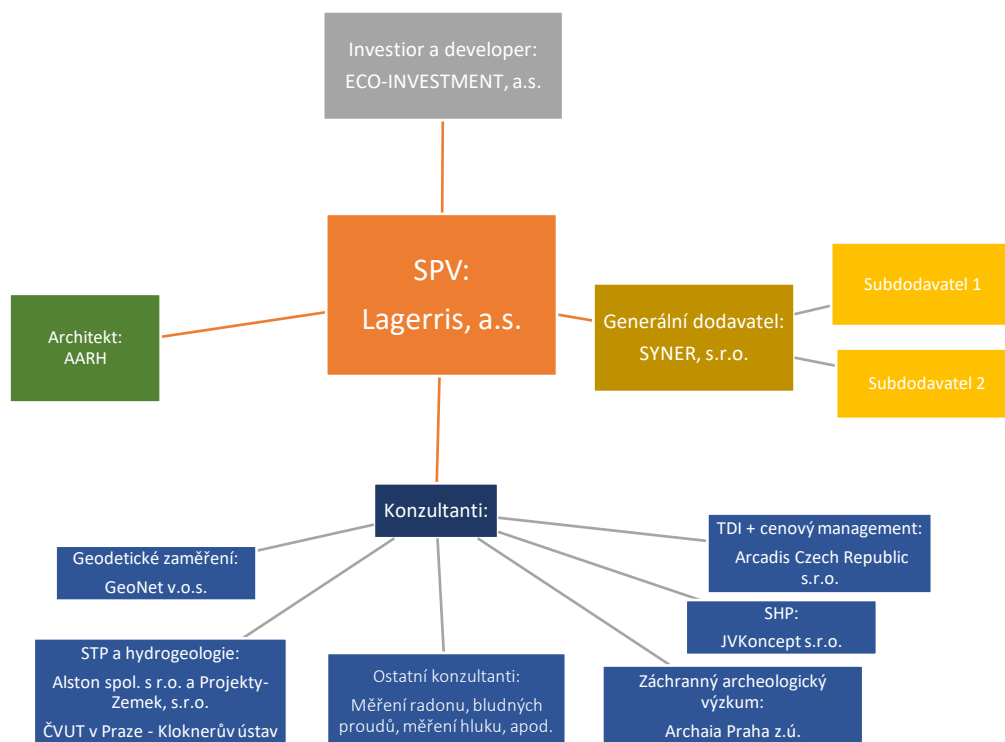 Investior a developer:
ECO-INVESTMENT, a.s.
SPV:
Lagerris, a.s.
Architekt:
AARH
Generální dodavatel:
SYNER, s.r.o.
Subdodavatel 1
Subdodavatel 2
Konzultanti:
Geodetické zaměření:
GeoNet v.o.s.
TDI + cenový management:
Arcadis Czech Republic
s.r.o.
SHP:
JVKoncept s.r.o.
STP a hydrogeologie:
Alston spol. s r.o. a Projekty-
Zemek, s.r.o.
ČVUT v Praze - Kloknerův ústav
Ostatní konzultanti:
Měření radonu, bludných
proudů, měření hluku, apod.
Záchranný archeologický
výzkum:
Archaia Praha z.ú.